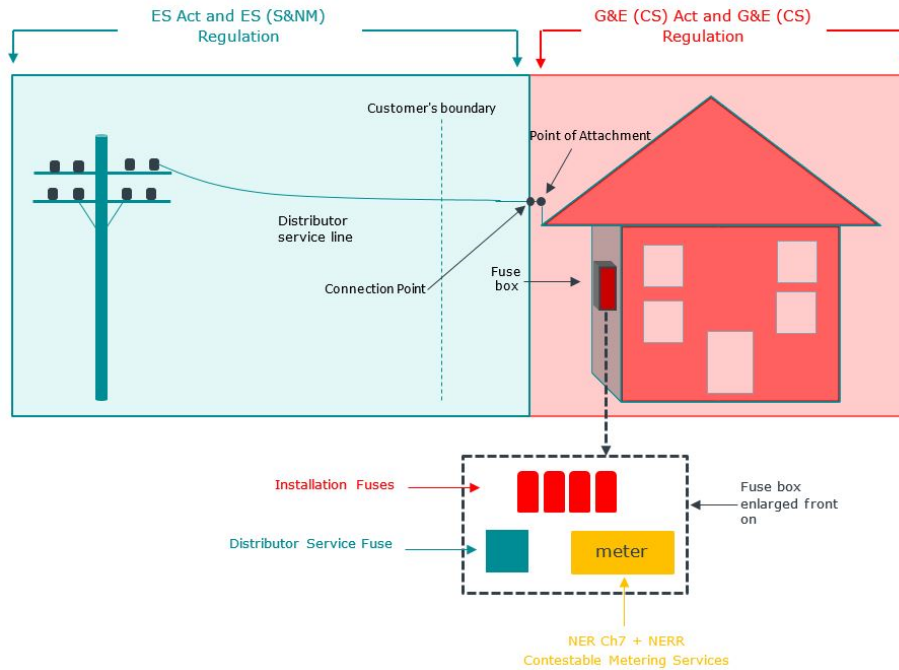 ES Act and ES (S&NM)
Regulation
G&E (CS) Act and G&E (CS)
Regulation
Customer's boundary
Point of Attachment
Distributor
service line
Connection Point
Fuse
box
Installation Fuses
Distributor Service Fuse
meter
Fuse box
enlarged front
on
NER Ch7 + NERR
Contestable Metering Services